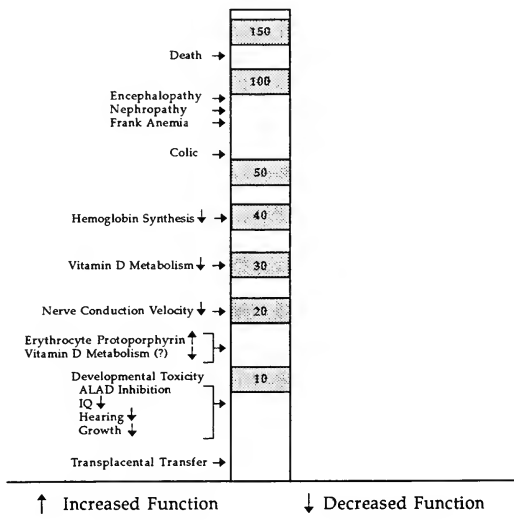 150
Death →
100
Encephalopathy →
Nephropathy →
Frank Anemia →
Colic →
50
Hemoglobin Synthesis ↓ → 40
Vitamin D Metabolism ↓ → 30
Nerve Conduction Velocity ↓ → 20
Erythrocyte Protoporphyrin ↑
Vitamin D Metabolism (?) ↓
Developmental Toxicity
10
ALAD Inhibition
IQ ↓
Hearing ↓
Growth ↓
Transplacental Transfer →
↑ Increased Function ↓ Decreased Function